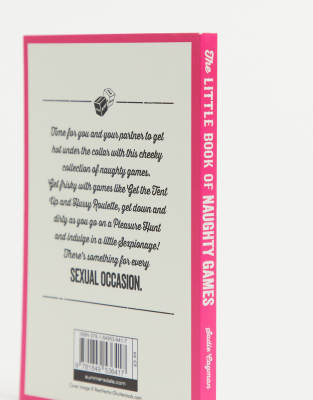 Time for you and your partner to get
hot under the collar with this cheeky
collection of naughty games.
Get frisky with games like Get the Tent
Up and Hussy Roulette, get down and
dirty as you go on a Pleasure Hunt
and indulge in a little Sexpionage!
There's something for every
SEXUAL OCCASION.
summersdale.com
The LITTLE BOOK OF NAUGHTY GAMES
Sadie Cayman